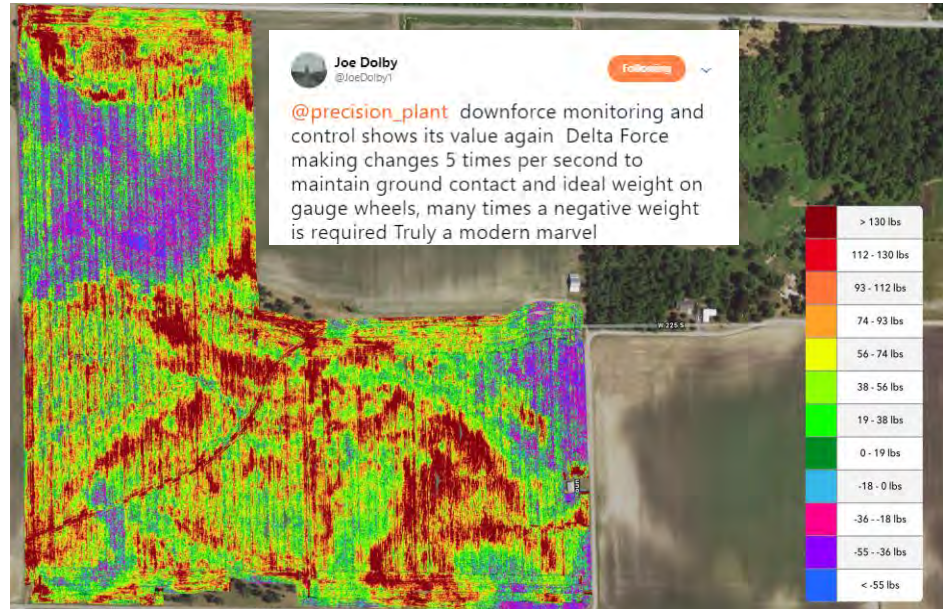 Joe Dolby
@JoeDolby1
Following
@precision_plant downforce monitoring and
control shows its value again Delta Force
making changes 5 times per second to
maintain ground contact and ideal weight on
gauge wheels, many times a negative weight
is required Truly a modern marvel
> 130 lbs
112 - 130 lbs
93 - 112 lbs
74 - 93 lbs
56 - 74 lbs
38 - 56 lbs
19 - 38 lbs
0 - 19 lbs
-18 - 0 lbs
-36 - -18 lbs
-55 - -36 lbs
< -55 lbs
W 225 S